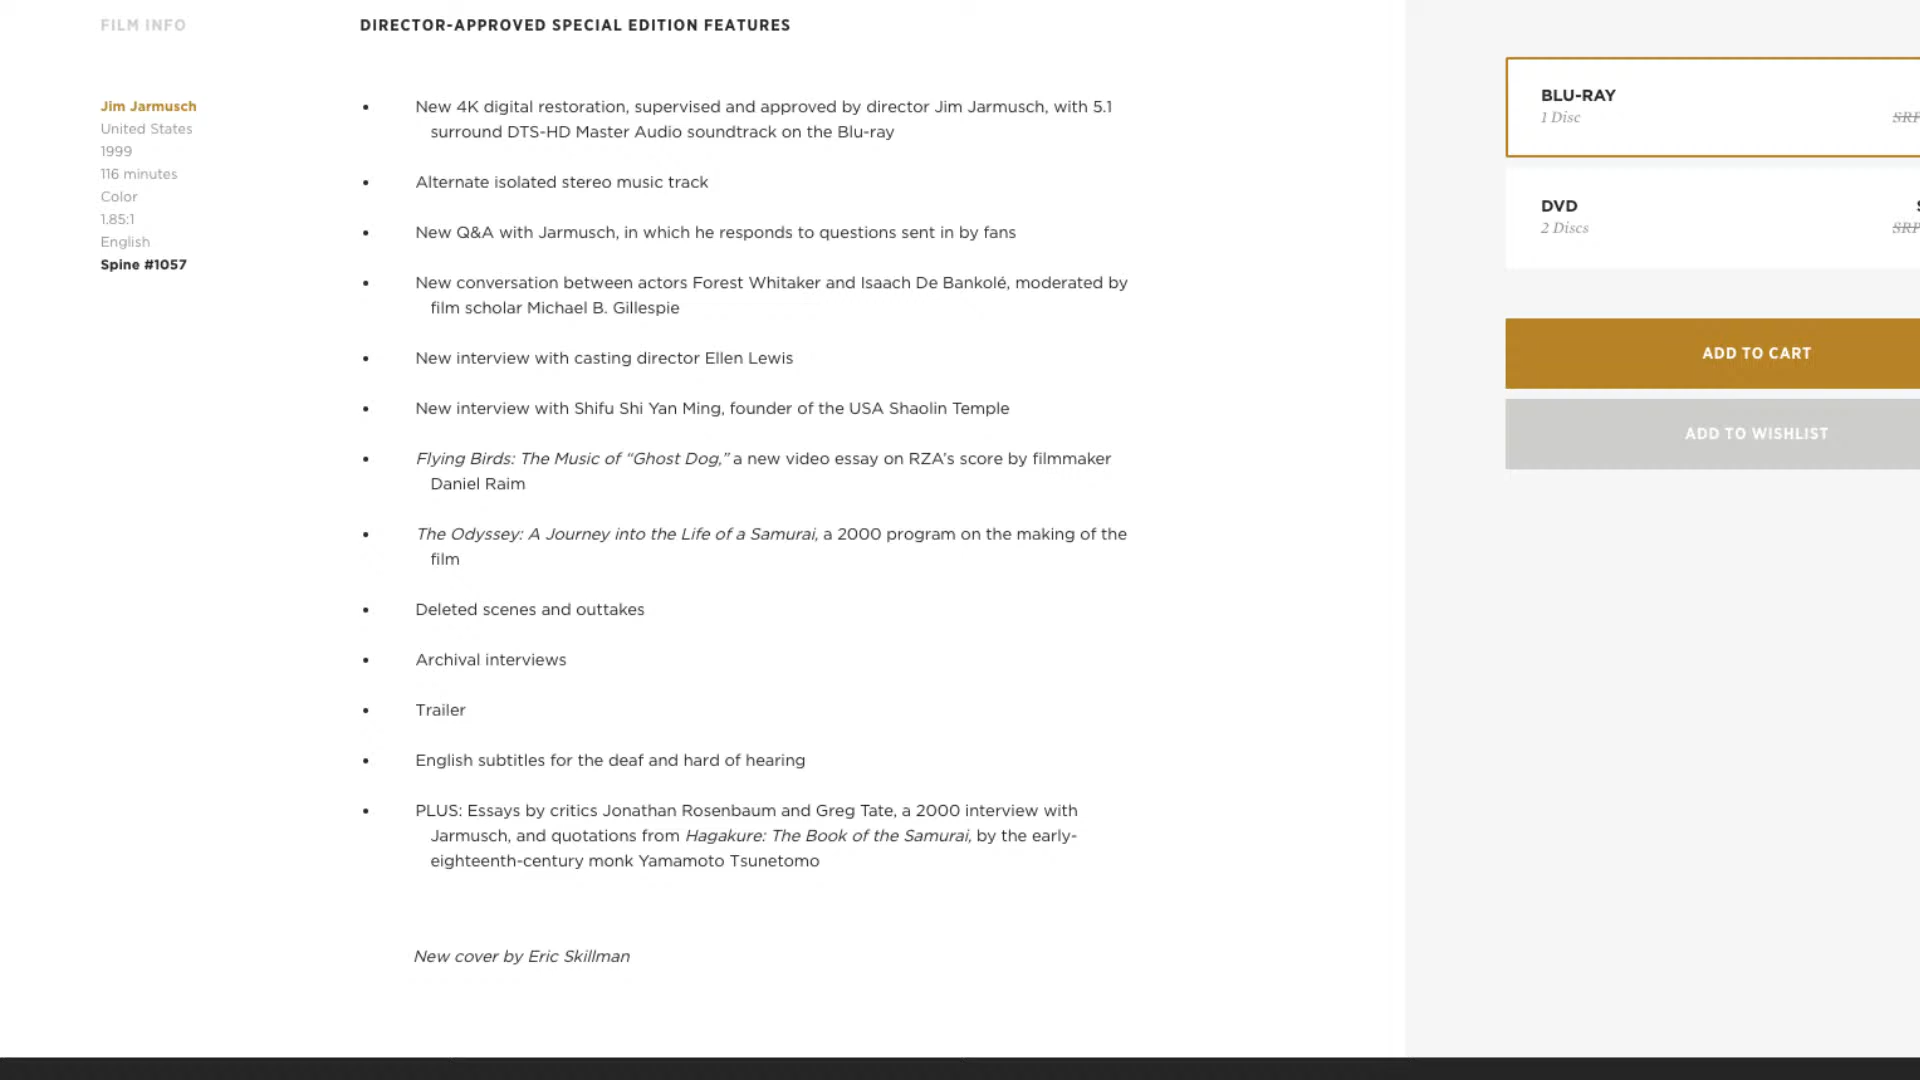 FILM INFO
Jim Jarmusch
United States
1999
116 minutes
Color
1.85:1
English
Spine #1057
DIRECTOR-APPROVED SPECIAL EDITION FEATURES
• New 4K digital restoration, supervised and approved by director Jim Jarmusch, with 5.1
surround DTS-HD Master Audio soundtrack on the Blu-ray
• Alternate isolated stereo music track
• New Q&A with Jarmusch, in which he responds to questions sent in by fans
• New conversation between actors Forest Whitaker and Isaach De Bankolé, moderated by
film scholar Michael B. Gillespie
• New interview with casting director Ellen Lewis
• New interview with Shifu Shi Yan Ming, founder of the USA Shaolin Temple
• Flying Birds: The Music of “Ghost Dog,” a new video essay on RZA’s score by filmmaker
Daniel Raim
• The Odyssey: A Journey into the Life of a Samurai, a 2000 program on the making of the
film
• Deleted scenes and outtakes
• Archival interviews
• Trailer
• English subtitles for the deaf and hard of hearing
• PLUS: Essays by critics Jonathan Rosenbaum and Greg Tate, a 2000 interview with
Jarmusch, and quotations from Hagakure: The Book of the Samurai, by the early-
eighteenth-century monk Yamamoto Tsunetomo
New cover by Eric Skillman
BLU-RAY
1 Disc
DVD
2 Discs
ADD TO CART
ADD TO WISHLIST